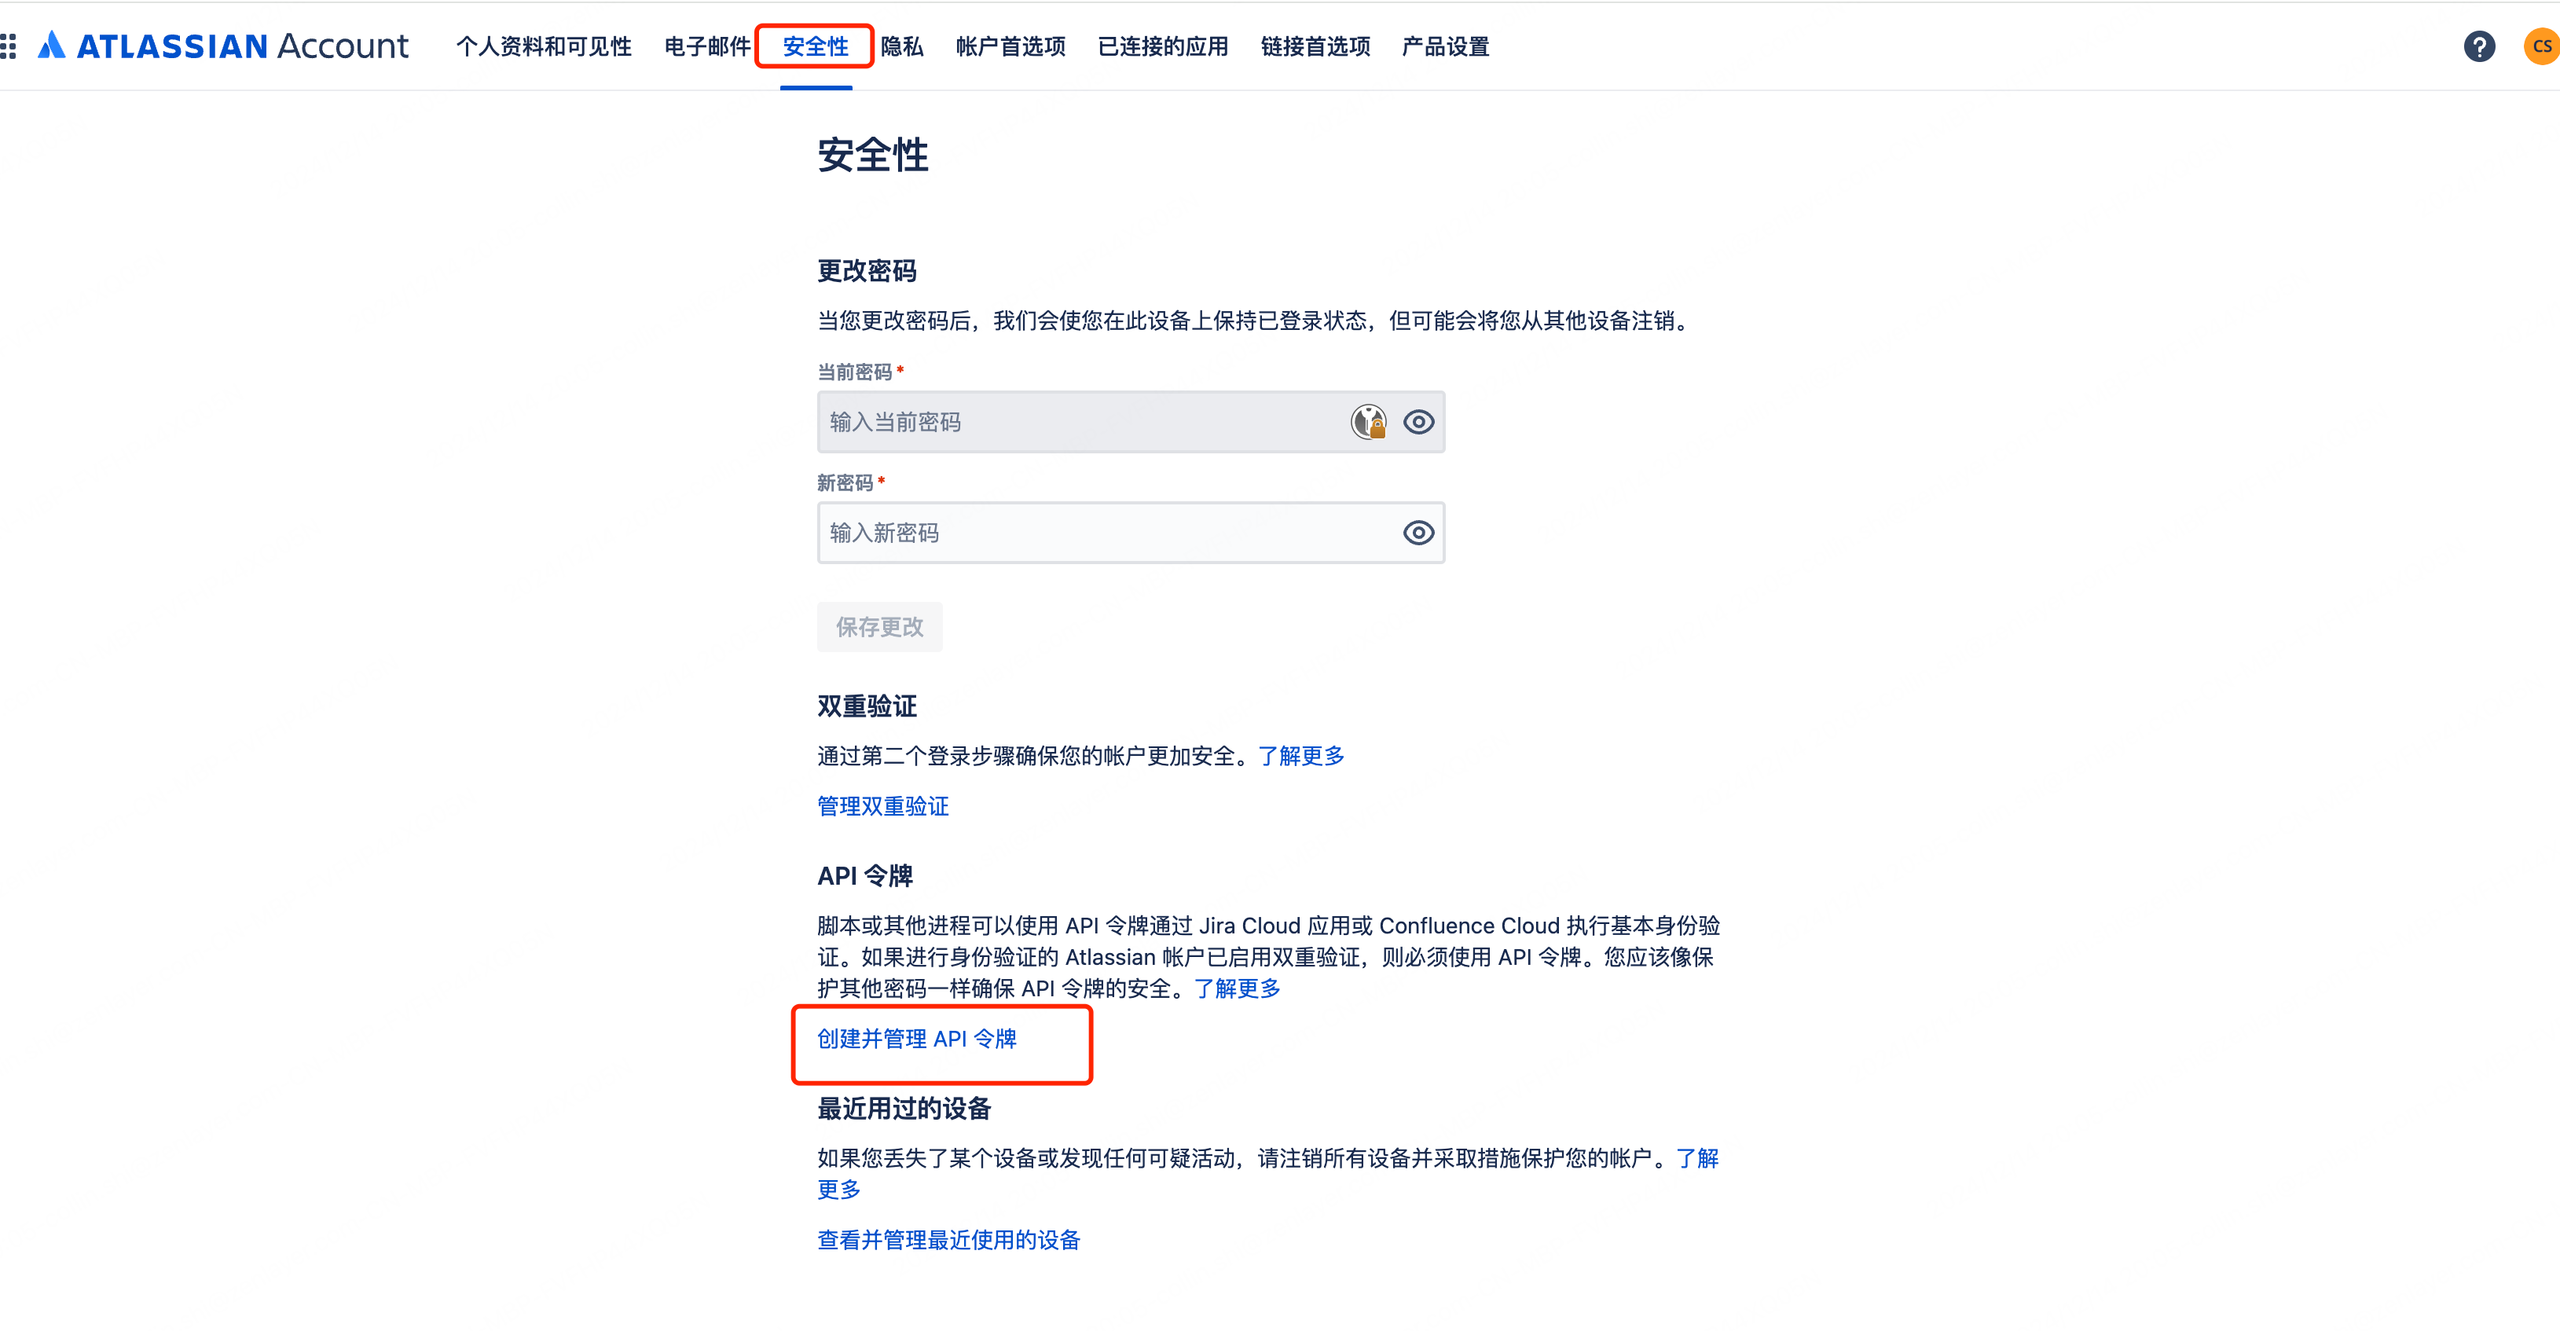 ATLASSIAN Account 个人资料和可见性 电子邮件 安全性 隐私 帐户首选项 已连接的应用 链接首选项 产品设置 ? CS
安全性
更改密码
当您更改密码后，我们会使您在此设备上保持已登录状态，但可能会将您从其他设备注销。
当前密码*
输入当前密码
新密码*
输入新密码
保存更改
双重验证
通过第二个登录步骤确保您的帐户更加安全。了解更多
管理双重验证
API 令牌
脚本或其他进程可以使用 API 令牌通过 Jira Cloud 应用或 Confluence Cloud 执行基本身份验
证。如果进行身份验证的 Atlassian 帐户已启用双重验证，则必须使用 API 令牌。您应该像保
护其他密码一样确保 API 令牌的安全。了解更多
创建并管理 API 令牌
最近用过的设备
如果您丢失了某个设备或发现任何可疑活动，请注销所有设备并采取措施保护您的帐户。了解
更多
查看并管理最近使用的设备